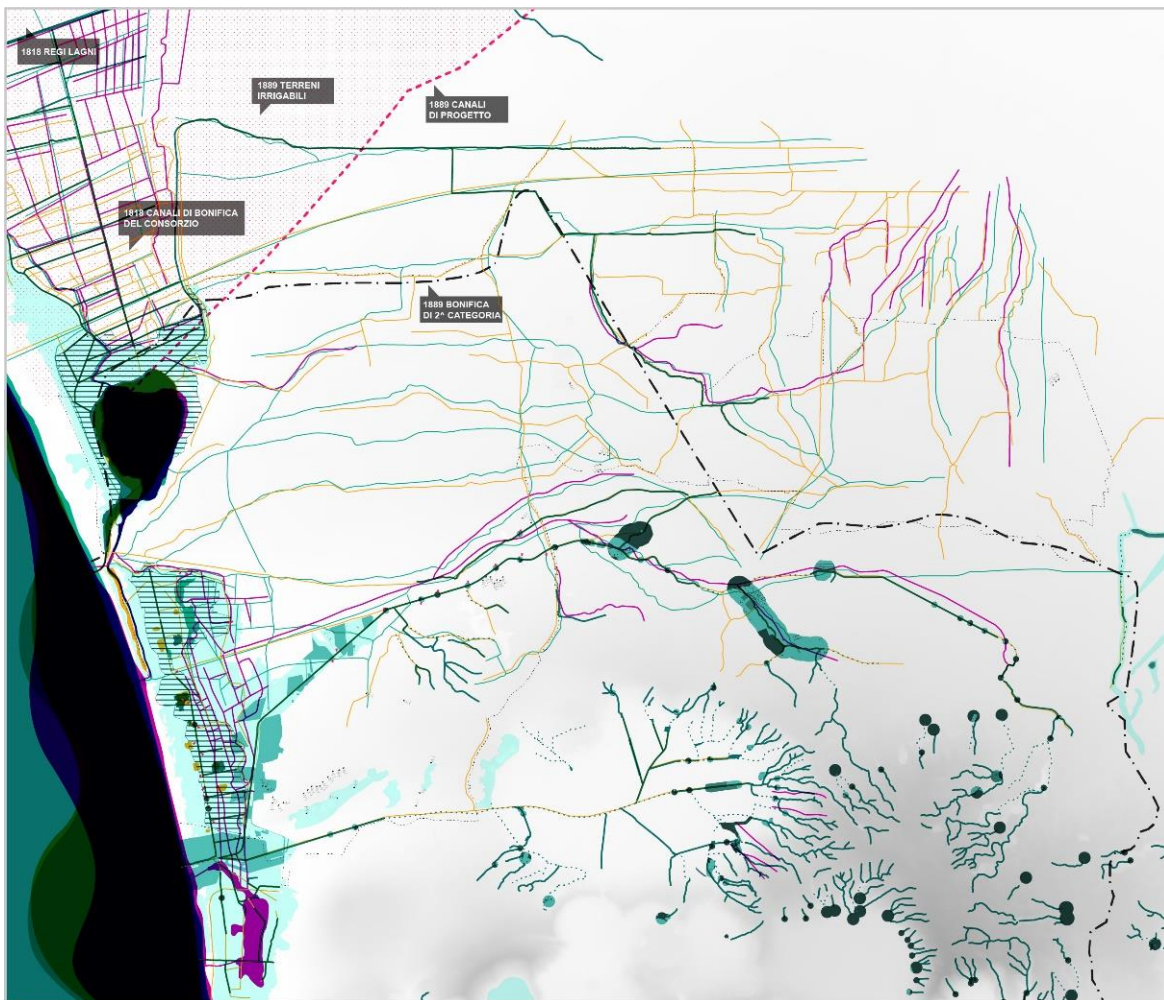 1818 REGI LAGNI
1889 TERRENI
IRRIGABILI
1889 CANALI
DI PROGETTO
1818 CANALI DI BONIFICA
DEL CONSORZIO
1889 BONIFICA
DI 2^ CATEGORIA